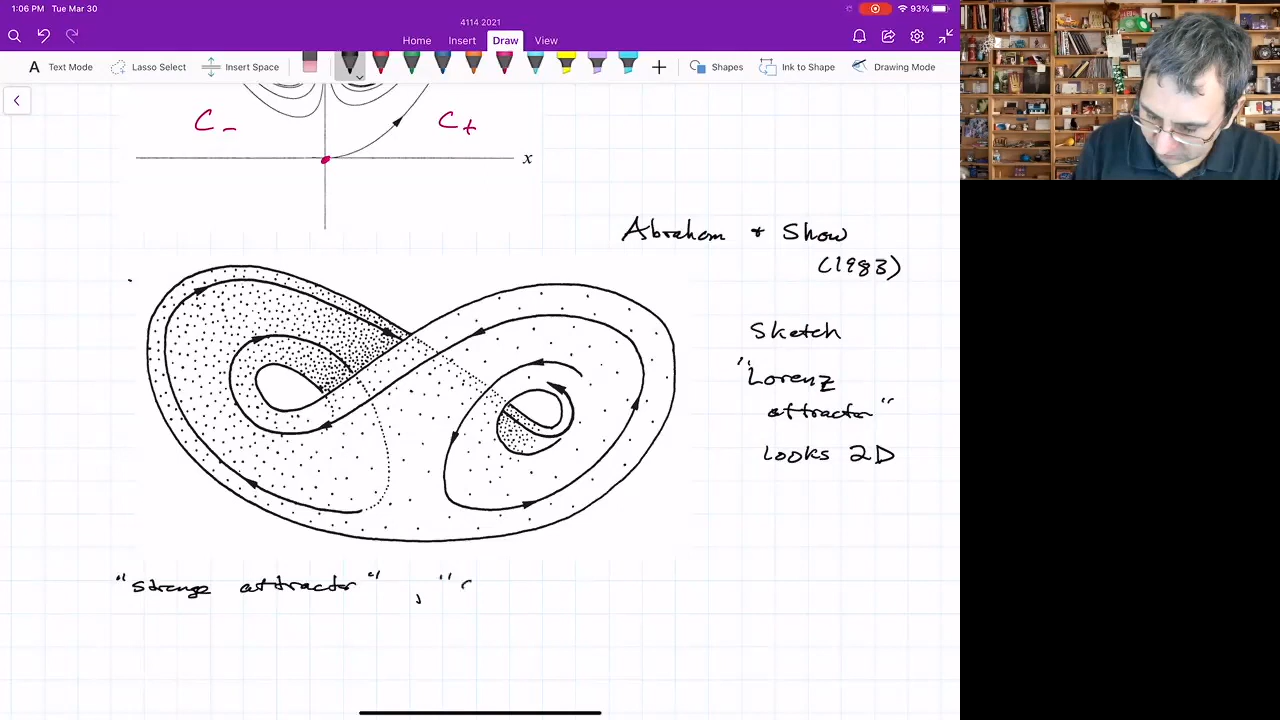 1:06 PM Tue Mar 30
93%
4114 2021
Home Insert Draw View
Text Mode Lasso Select Insert Space Shapes Ink to Shape Drawing Mode
C-
C+
x
Abraham + Shaw
(1983)
Sketch
"Lorenz
attractor"
looks 2D
"strange attractor" , "